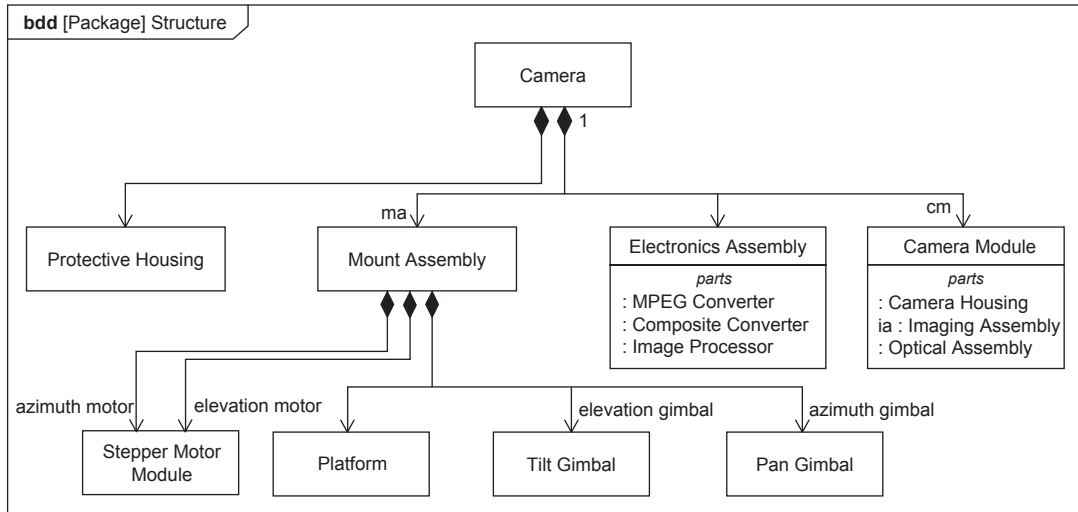 bdd [Package] Structure
Camera
1
ma
cm
Protective Housing
Mount Assembly
Electronics Assembly
parts
: MPEG Converter
: Composite Converter
: Image Processor
Camera Module
parts
: Camera Housing
ia : Imaging Assembly
: Optical Assembly
azimuth motor
elevation motor
elevation gimbal
azimuth gimbal
Stepper Motor
Module
Platform
Tilt Gimbal
Pan Gimbal